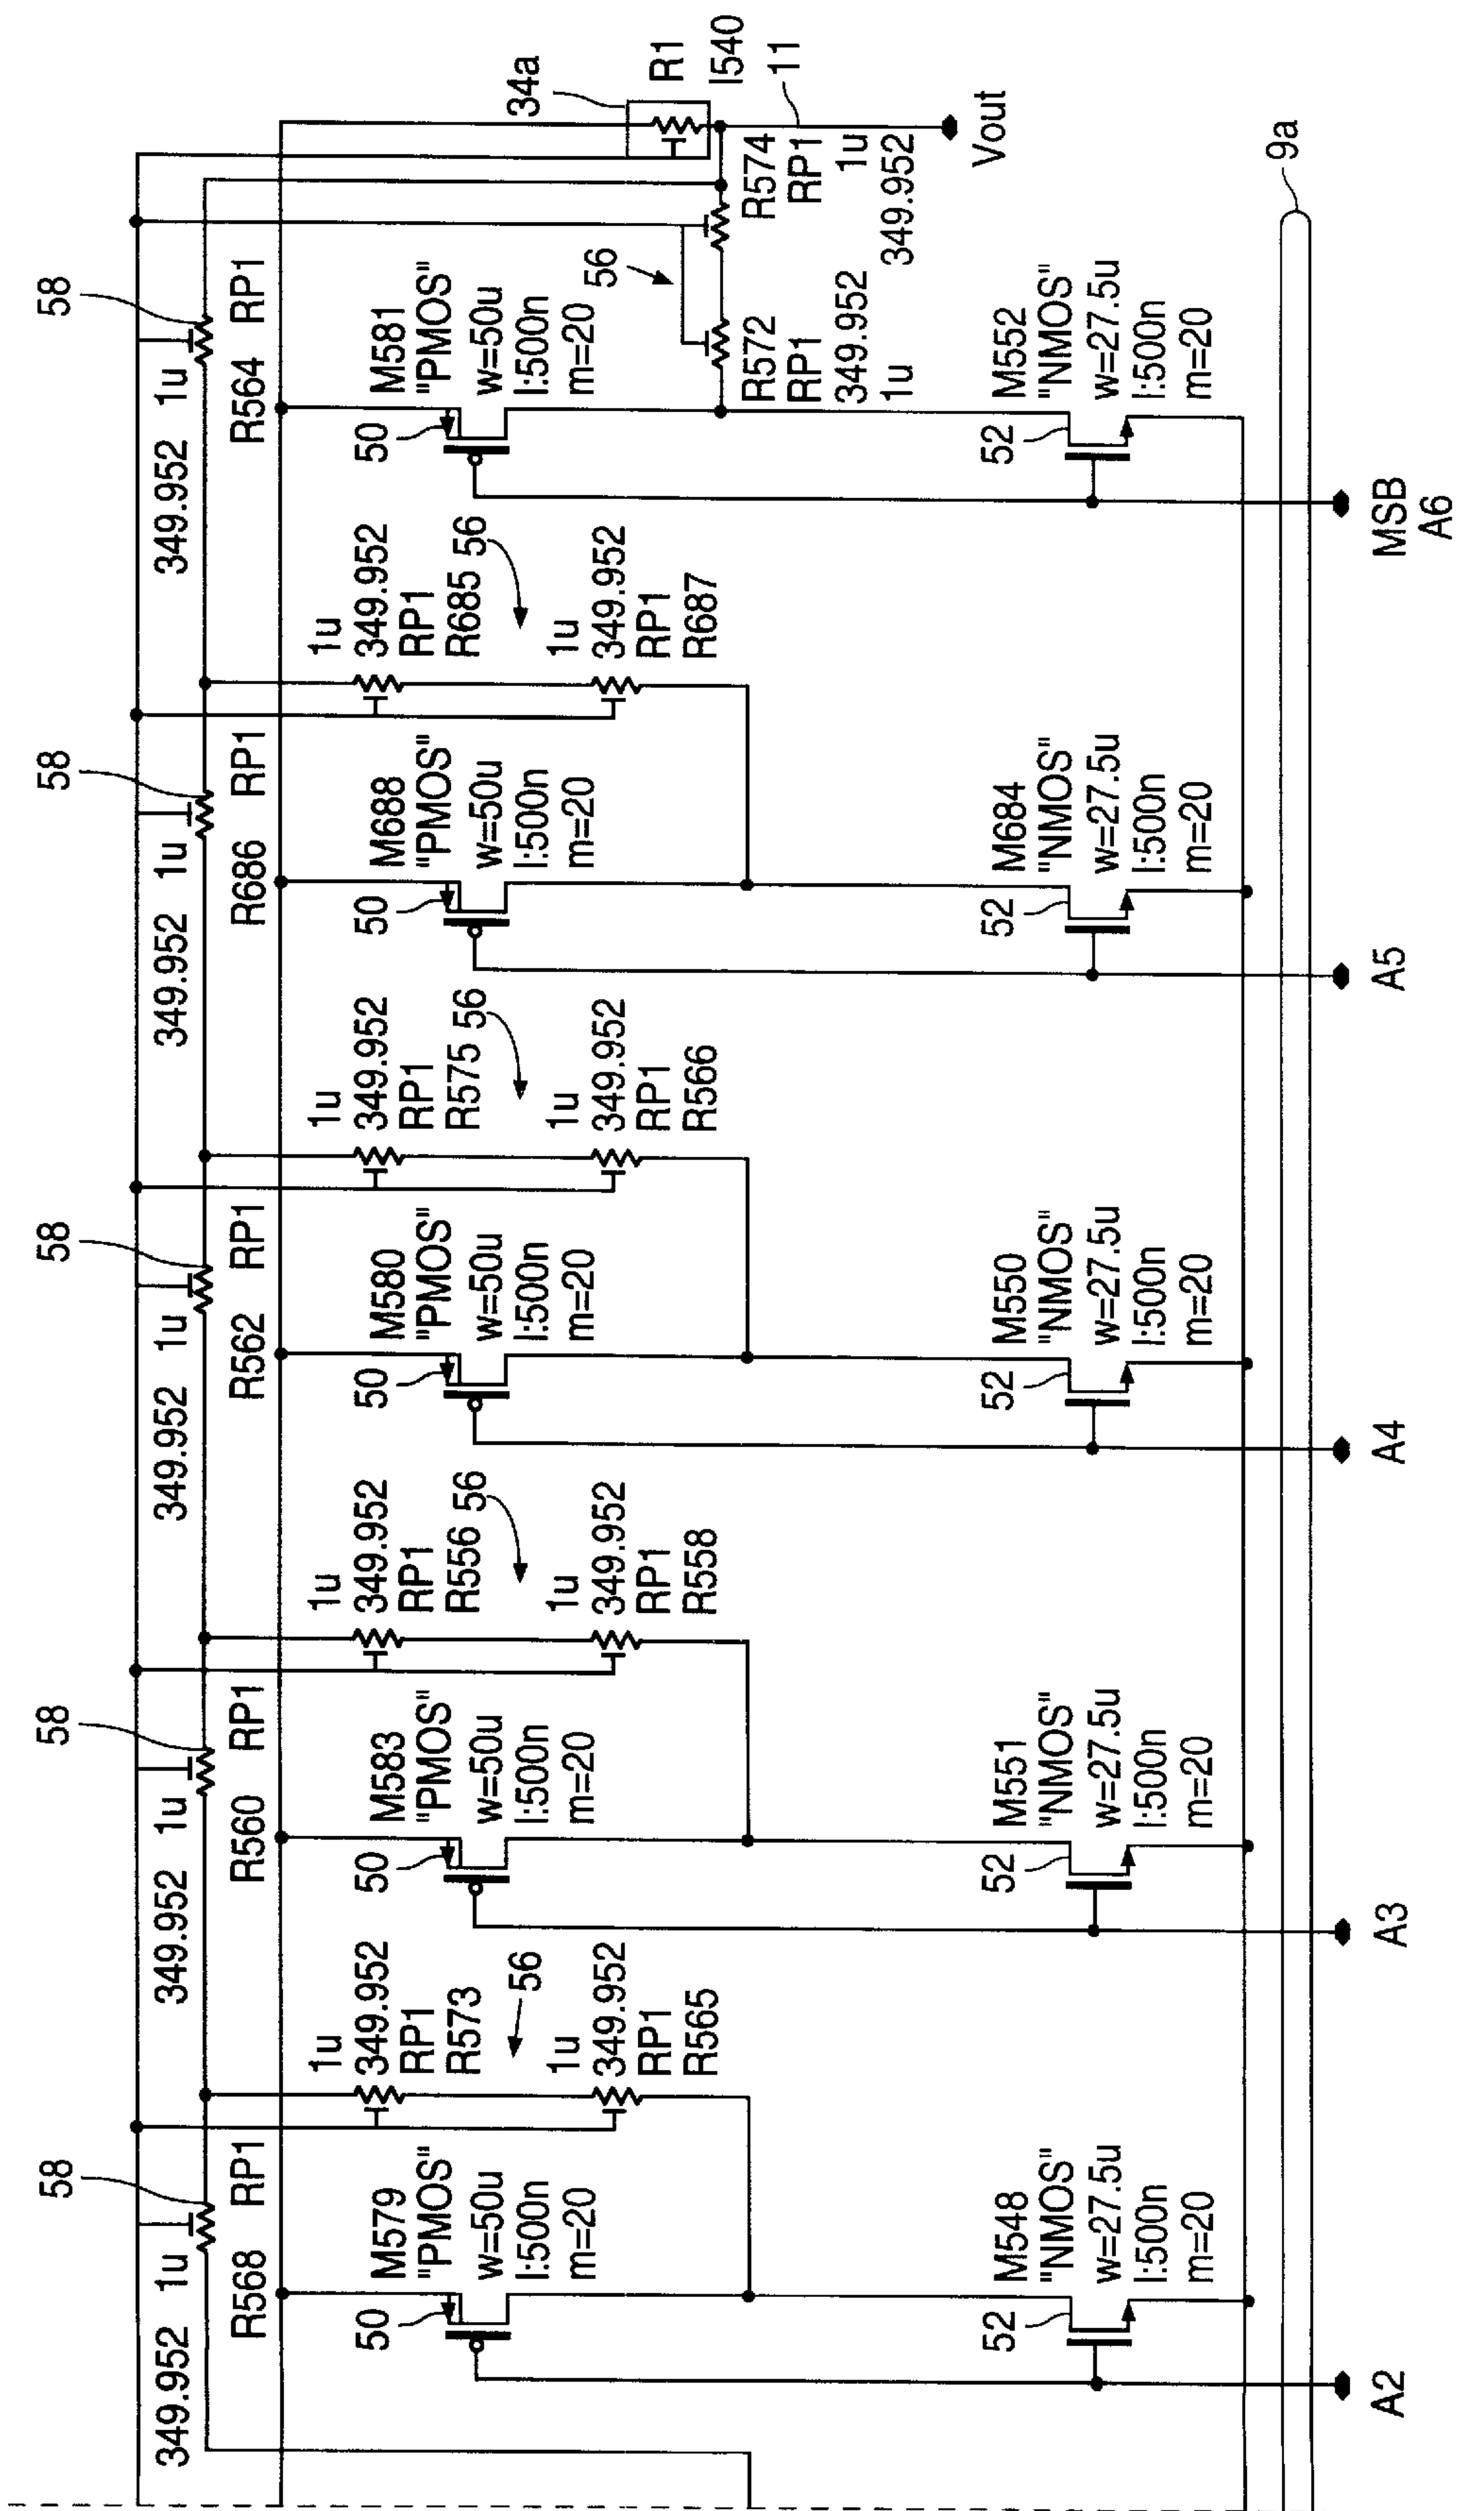 58
58
58
58
58
349.952 1u
R568 RP1
349.952 1u
R560 RP1
349.952 1u
R562 RP1
349.952 1u
R686 RP1
349.952 1u
R564 RP1
34a
R1
I540
11
Vout
50
M579
"PMOS"
w=50u
l:500n
m=20
1u
349.952
RP1
R573
56
1u
349.952
RP1
R565
50
M583
"PMOS"
w=50u
l:500n
m=20
1u
349.952
RP1
R556
56
1u
349.952
RP1
R558
50
M580
"PMOS"
w=50u
l:500n
m=20
1u
349.952
RP1
R575
56
1u
349.952
RP1
R566
50
M688
"PMOS"
w=50u
l:500n
m=20
1u
349.952
RP1
R685
56
1u
349.952
RP1
R687
50
M581
"PMOS"
w=50u
l:500n
m=20
56
R572
RP1
349.952
1u
R574
RP1
1u
349.952
52
M548
"NMOS"
w=27.5u
l:500n
m=20
52
M551
"NMOS"
w=27.5u
l:500n
m=20
52
M550
"NMOS"
w=27.5u
l:500n
m=20
52
M684
"NMOS"
w=27.5u
l:500n
m=20
52
M552
"NMOS"
w=27.5u
l:500n
m=20
9a
A2
A3
A4
A5
MSB
A6